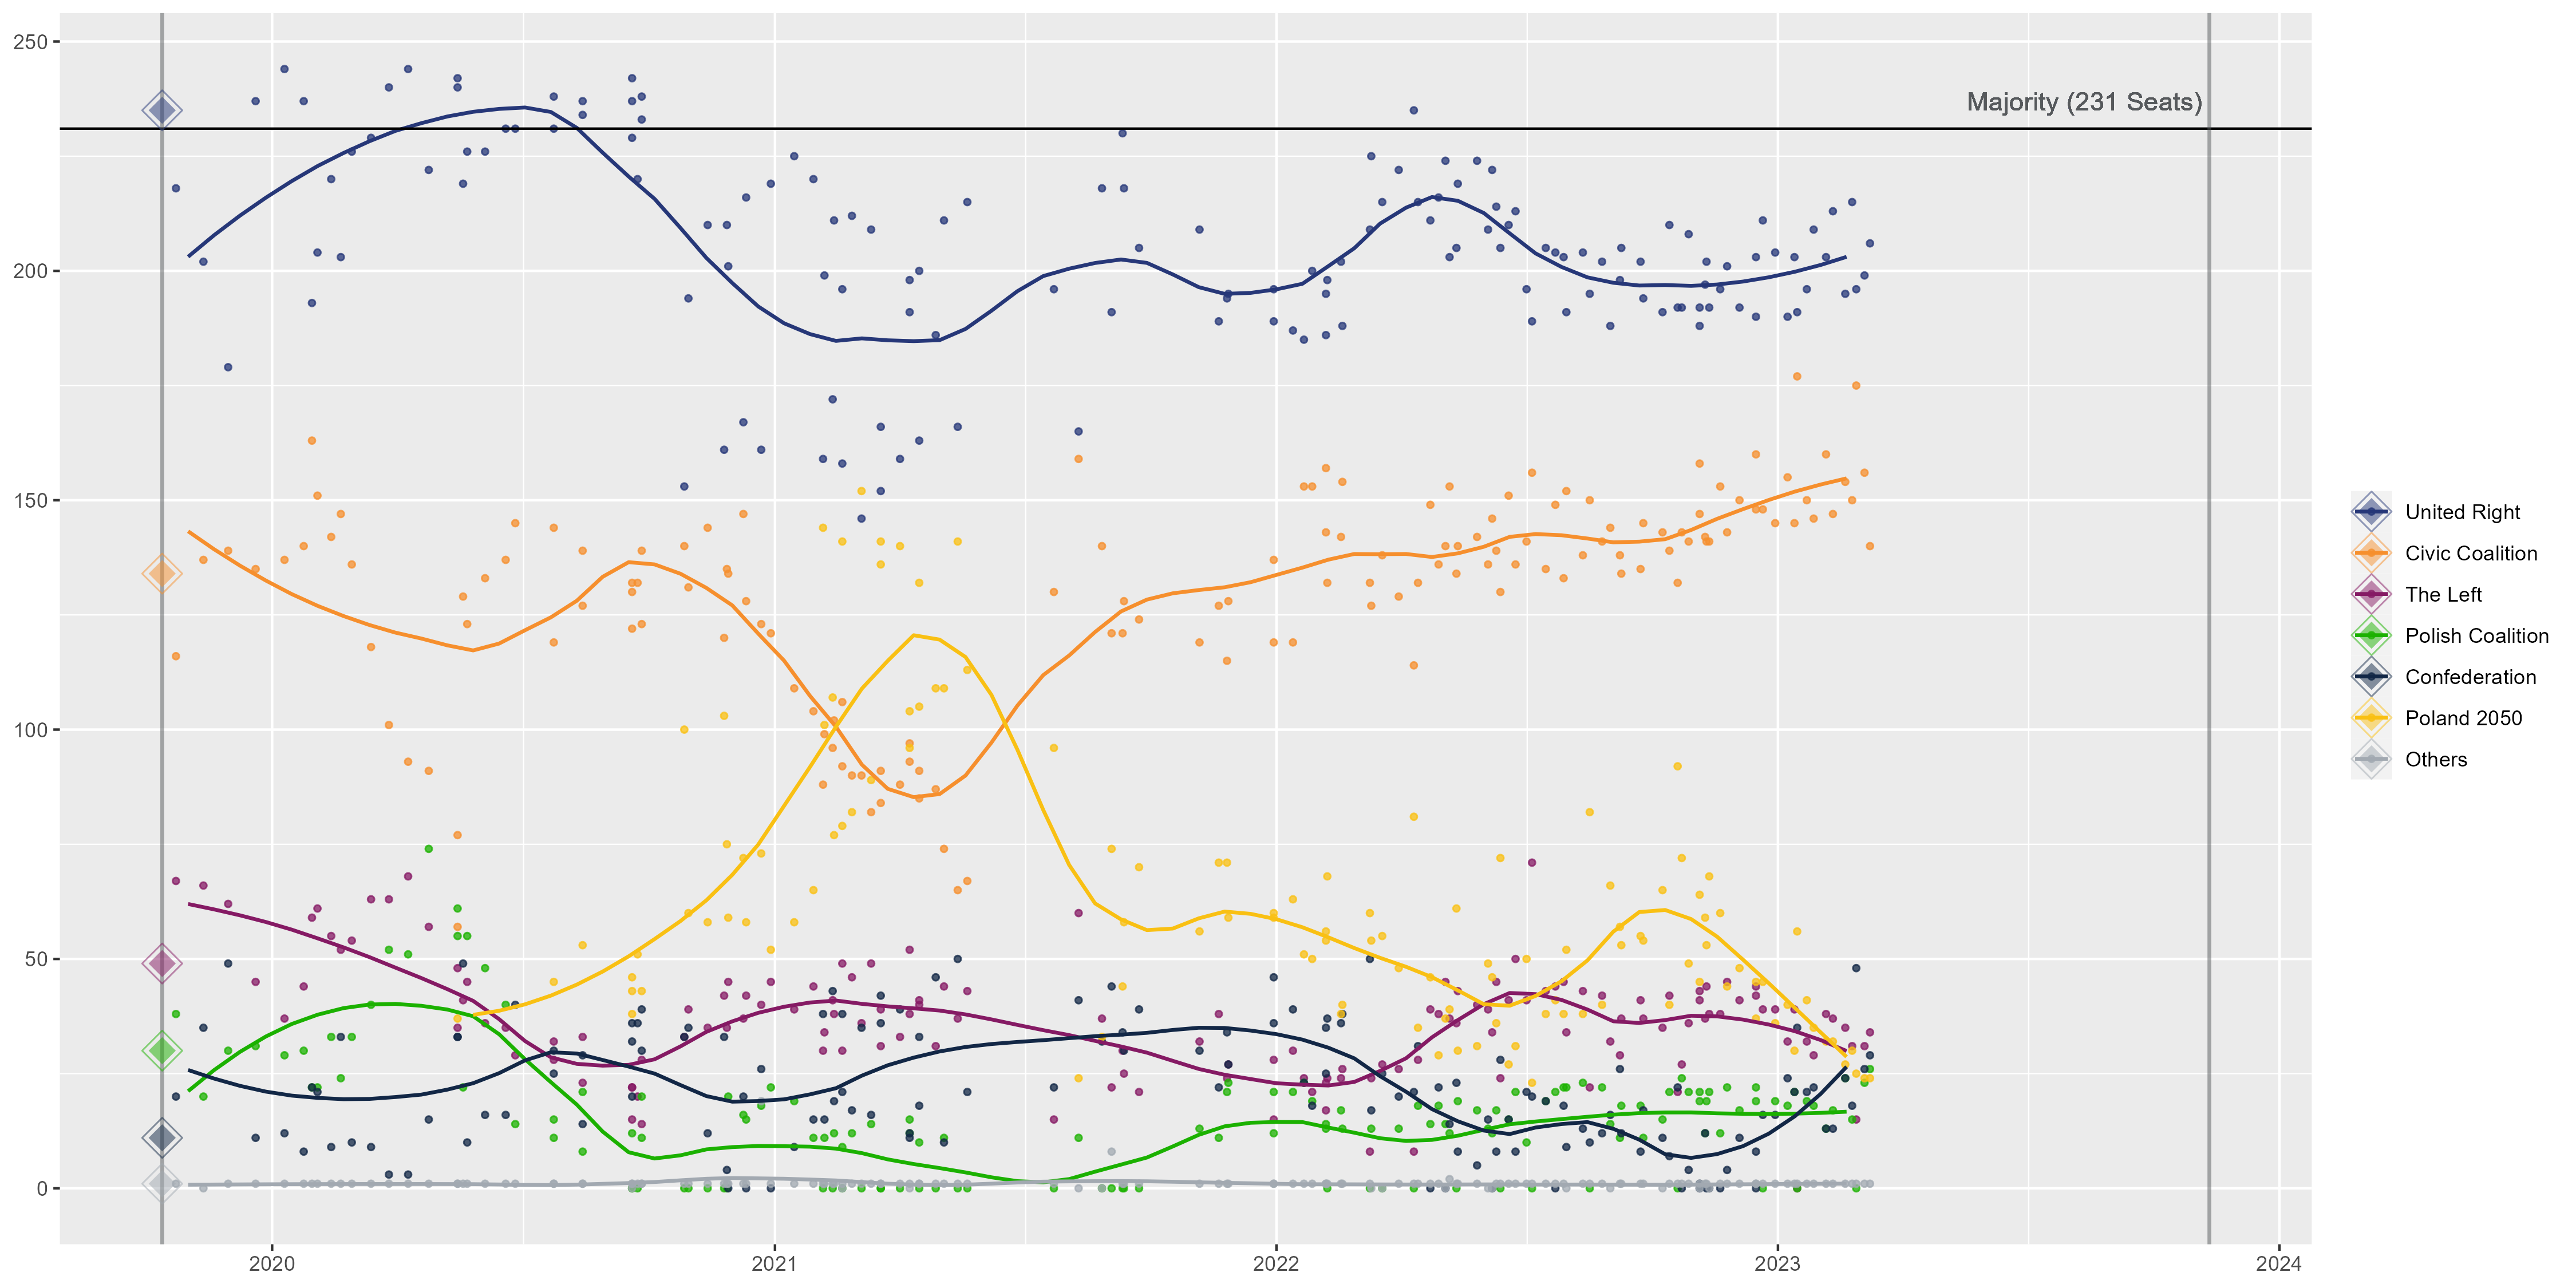 250
200
150
100
50
0
Majority (231 Seats)
2020
2021
2022
2023
2024
United Right
Civic Coalition
The Left
Polish Coalition
Confederation
Poland 2050
Others